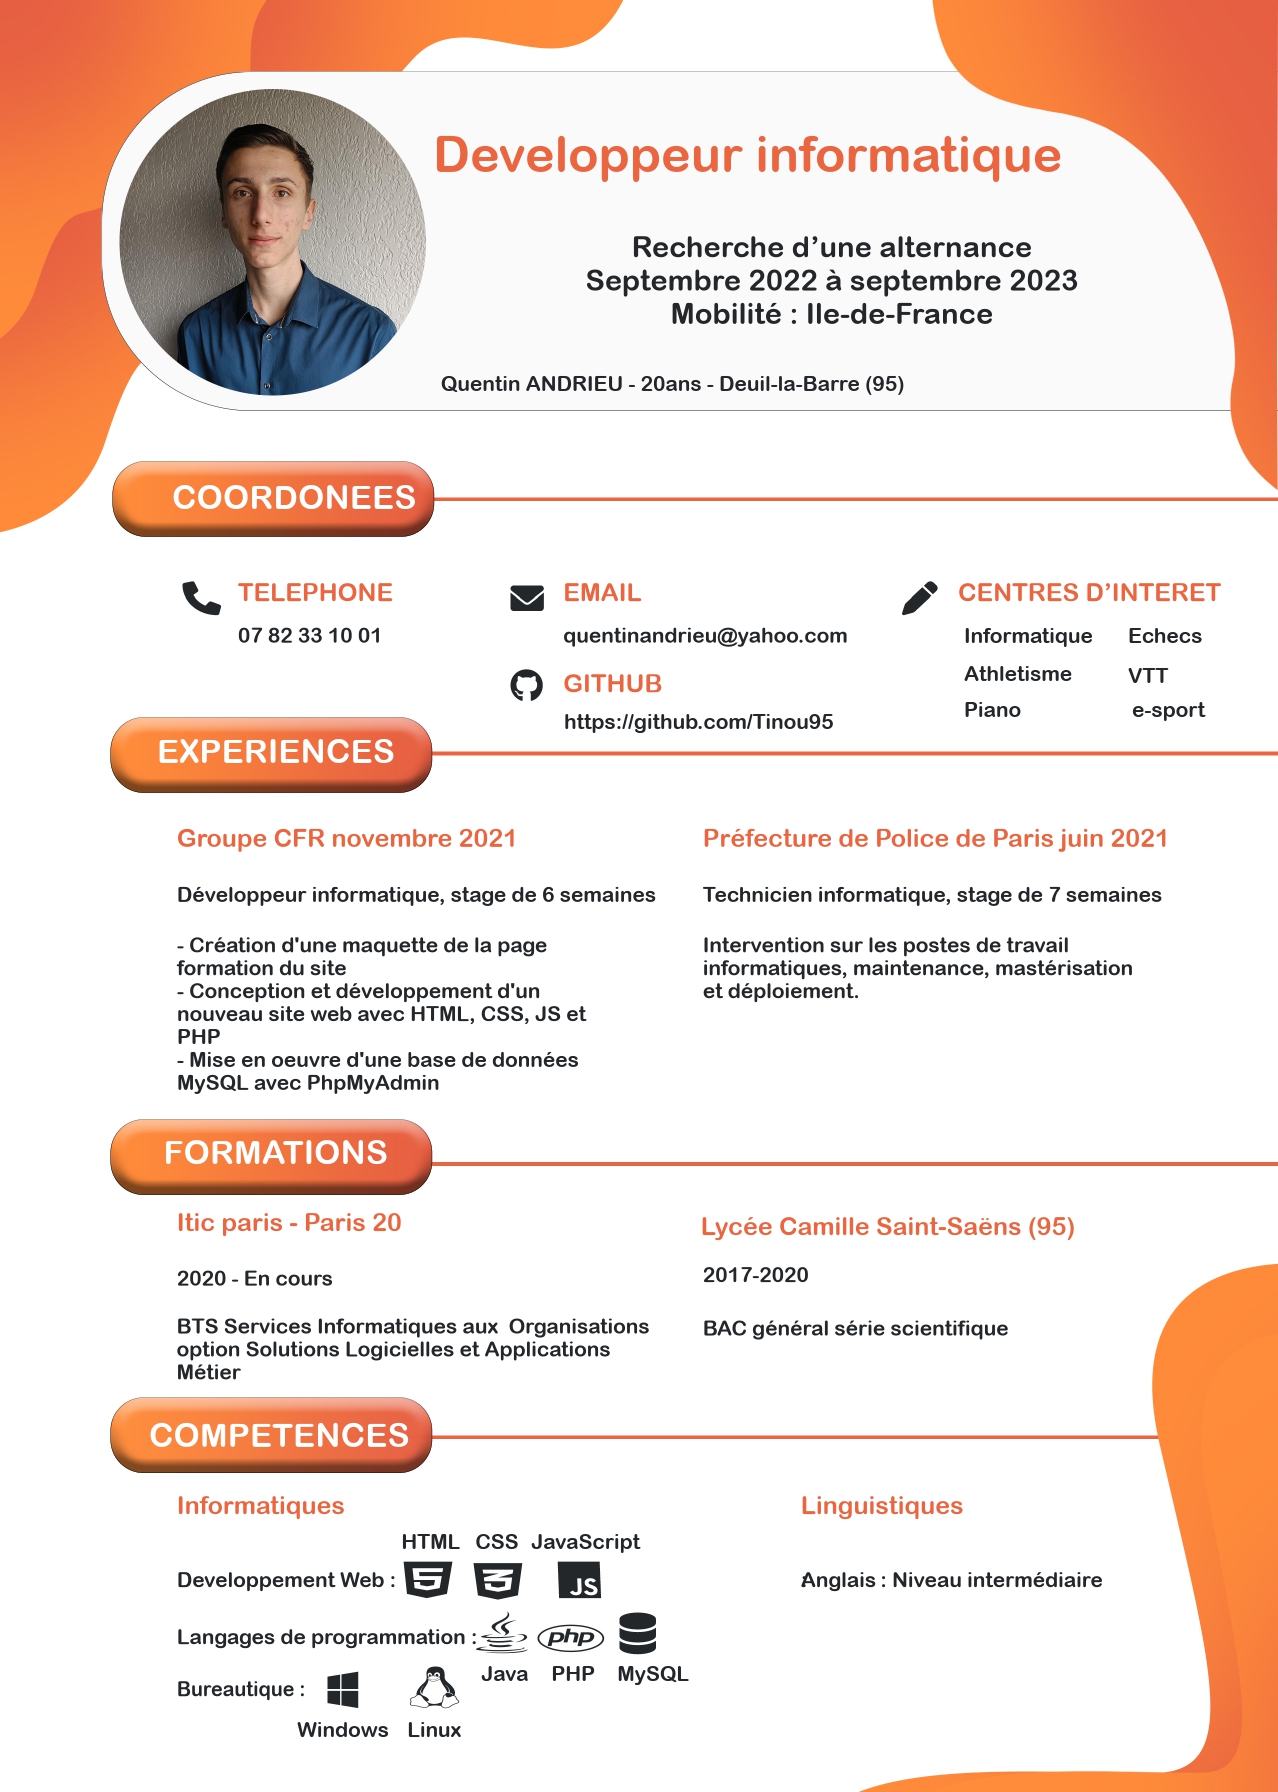 Developpeur informatique
Recherche d’une alternance
Septembre 2022 à septembre 2023
Mobilité : Ile-de-France
Quentin ANDRIEU - 20ans - Deuil-la-Barre (95)
COORDONEES
TELEPHONE
07 82 33 10 01
EMAIL
quentinandrieu@yahoo.com
GITHUB
https://github.com/Tinou95
CENTRES D’INTERET
Informatique Echecs
Athletisme VTT
Piano e-sport
EXPERIENCES
Groupe CFR novembre 2021
Développeur informatique, stage de 6 semaines
- Création d'une maquette de la page
formation du site
- Conception et développement d'un
nouveau site web avec HTML, CSS, JS et
PHP
- Mise en oeuvre d'une base de données
MySQL avec PhpMyAdmin
Préfecture de Police de Paris juin 2021
Technicien informatique, stage de 7 semaines
Intervention sur les postes de travail
informatiques, maintenance, mastérisation
et déploiement.
FORMATIONS
Itic paris - Paris 20
2020 - En cours
BTS Services Informatiques aux  Organisations
option Solutions Logicielles et Applications
Métier
Lycée Camille Saint-Saëns (95)
2017-2020
BAC général série scientifique
COMPETENCES
Informatiques
HTML CSS JavaScript
Developpement Web : 5 3 JS
Langages de programmation : php
Java PHP MySQL
Bureautique :
Windows Linux
Linguistiques
Anglais : Niveau intermédiaire